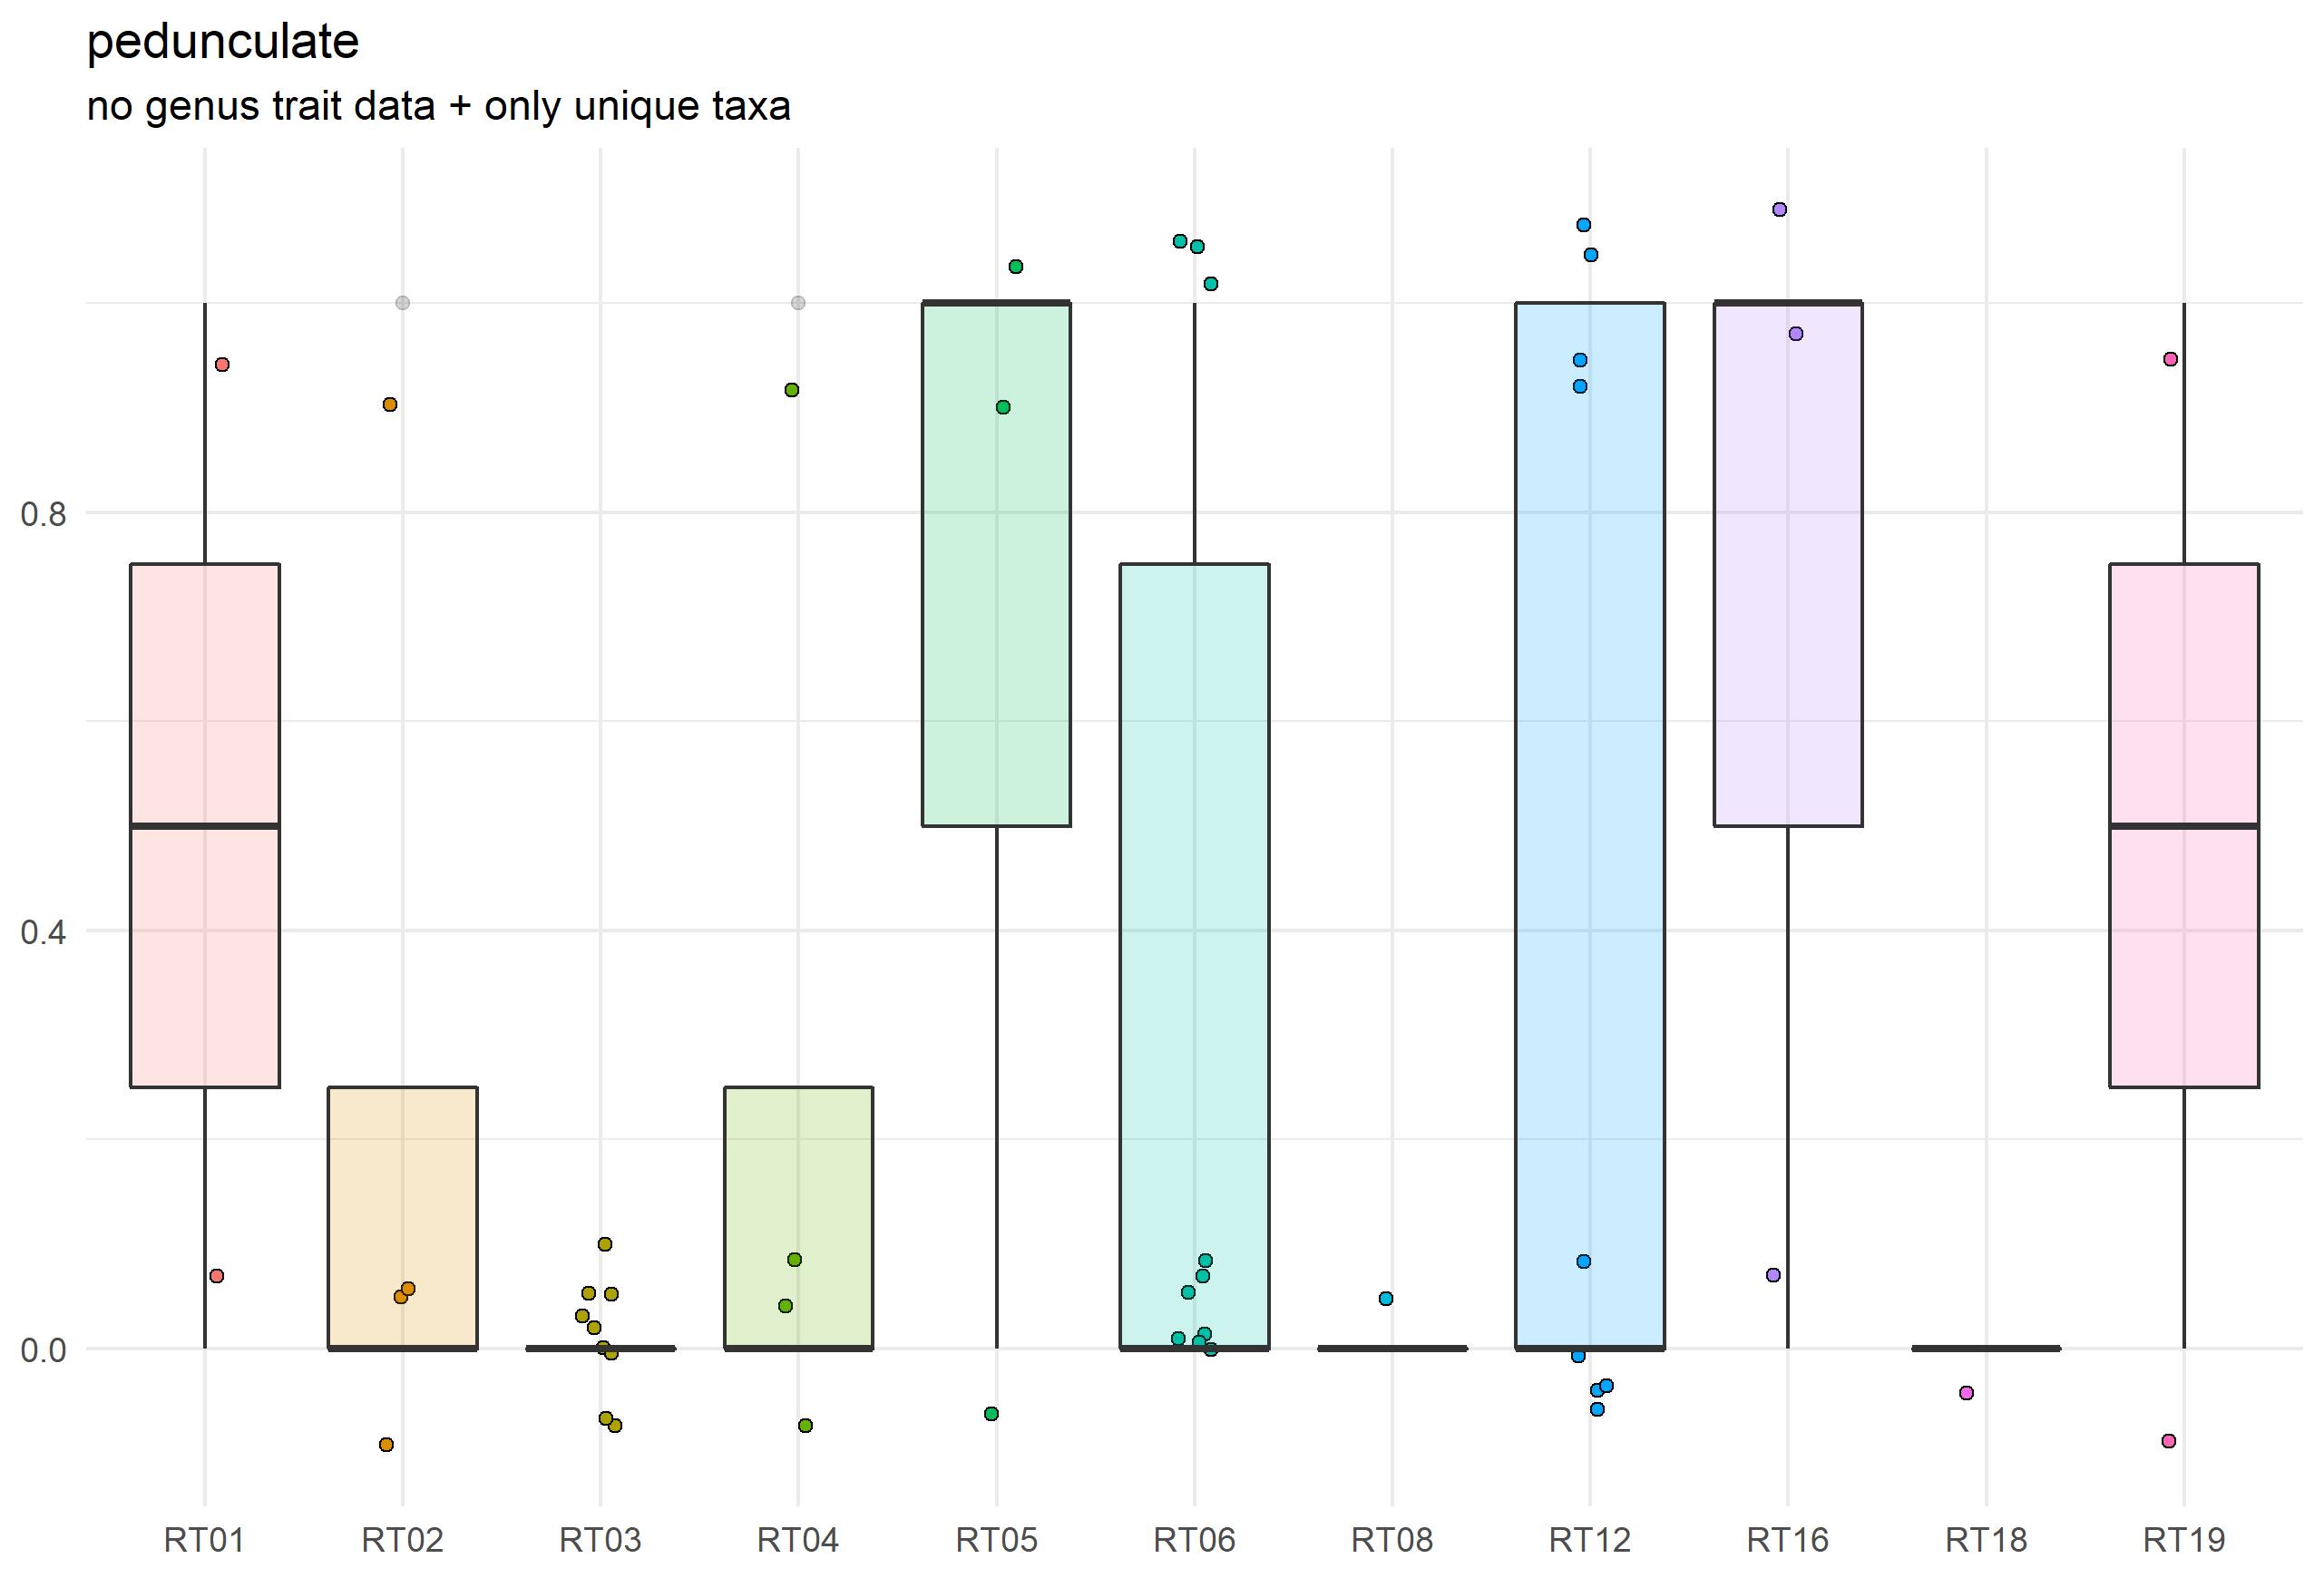 pedunculate
no genus trait data + only unique taxa
0.8
0.4
0.0
RT01 RT02 RT03 RT04 RT05 RT06 RT08 RT12 RT16 RT18 RT19